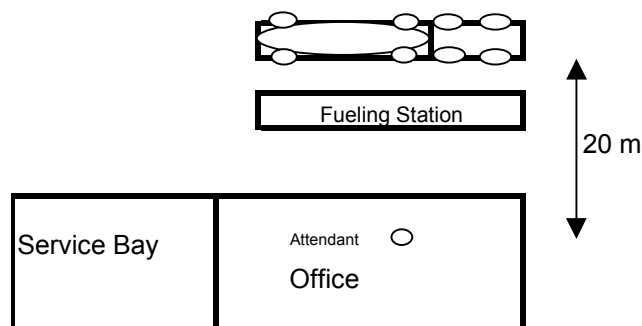 Fueling Station
20 m
Service Bay
Attendant
Office